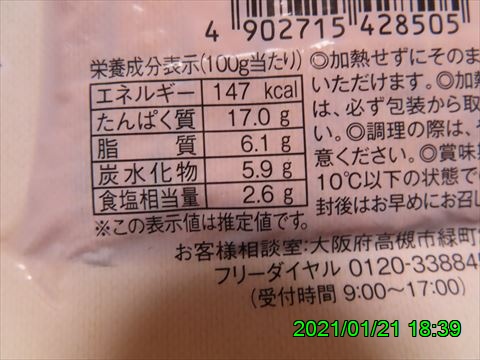 4 902715 428505
栄養成分表示(100g当たり)
エネルギー 147 kcal
たんぱく質 17.0 g
脂質 6.1 g
炭水化物 5.9 g
食塩相当量 2.6 g
※この表示値は推定値です。
◎加熱せずにそのま
いただけます。◎加熱
は、必ず包装から取
い。◎調理の際は、
意ください。◎賞味期
10℃以下の状態で
封後はお早めにお召し
お客様相談室:大阪府高槻市緑町
フリーダイヤル 0120-33884
(受付時間 9:00〜17:00)
2021/01/21 18:39